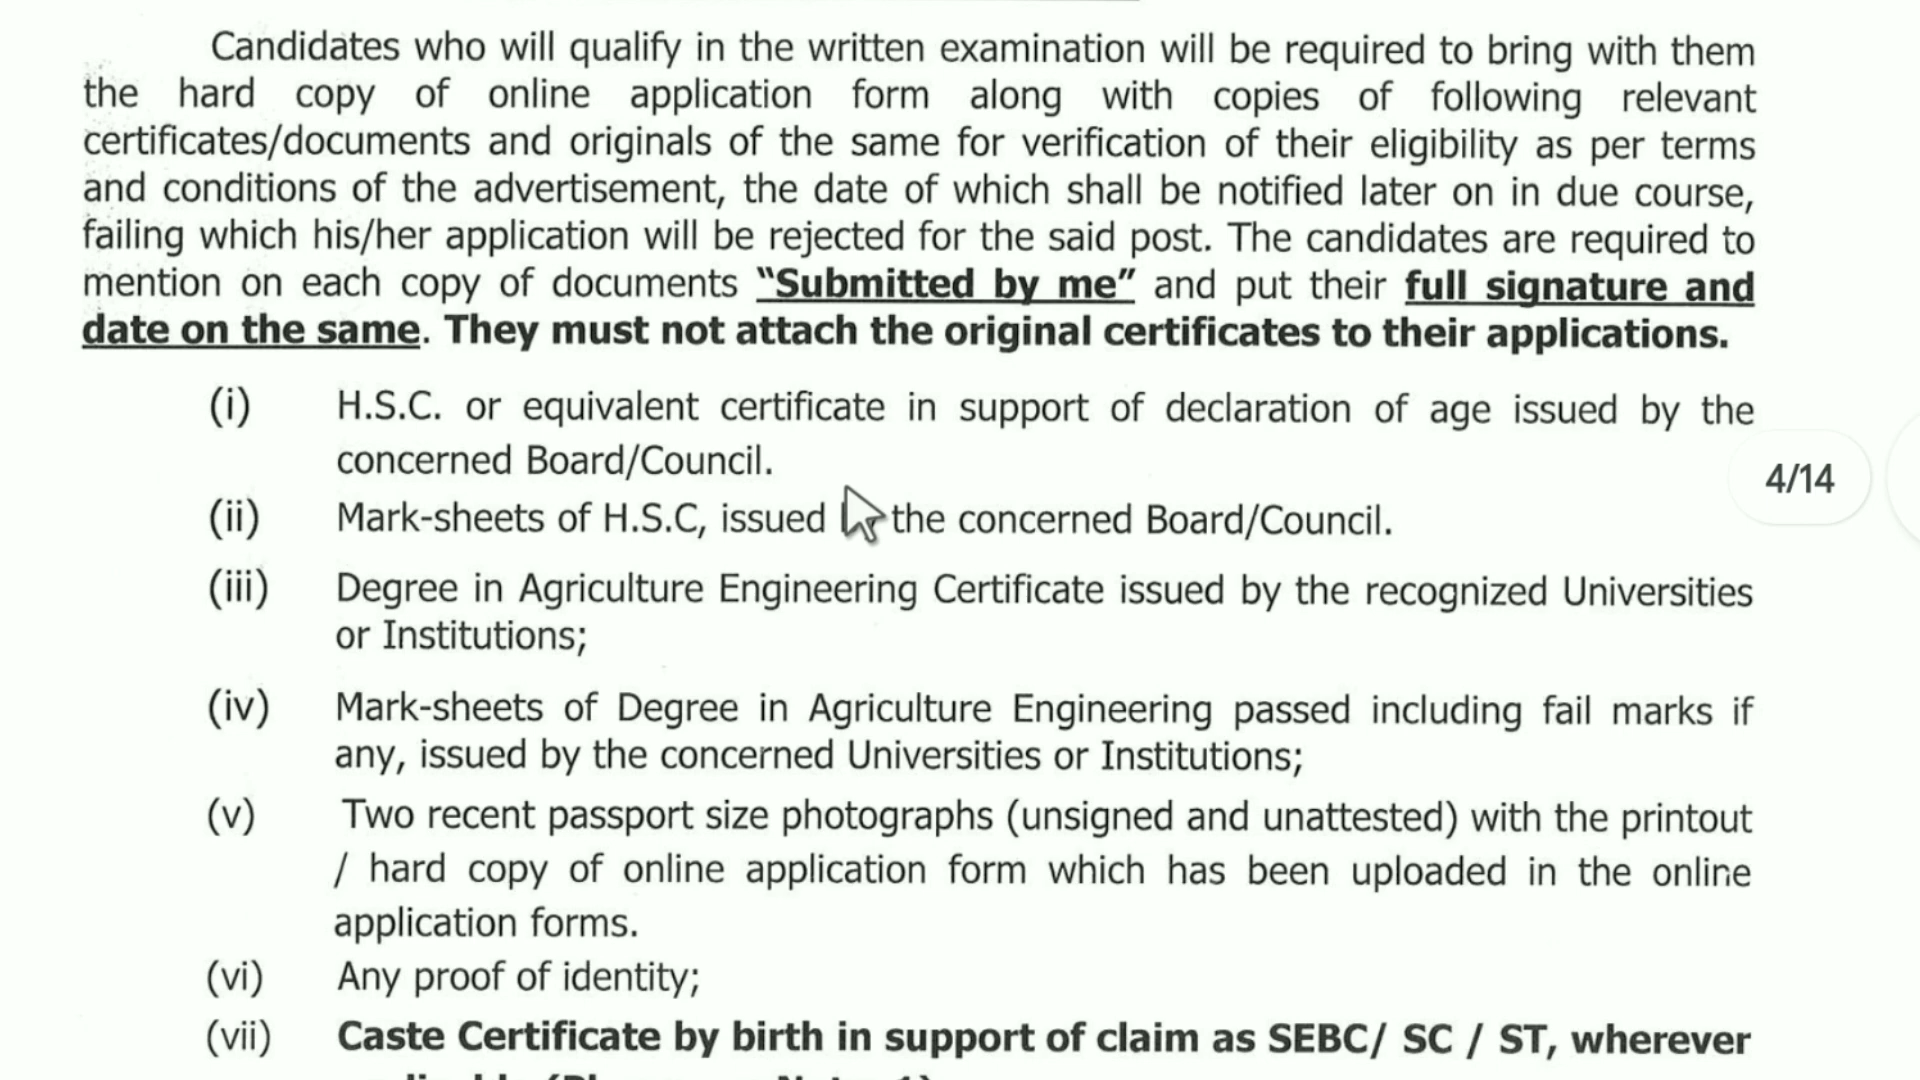 Candidates who will qualify in the written examination will be required to bring with them
the hard copy of online application form along with copies of following relevant
certificates/documents and originals of the same for verification of their eligibility as per terms
and conditions of the advertisement, the date of which shall be notified later on in due course,
failing which his/her application will be rejected for the said post. The candidates are required to
mention on each copy of documents "Submitted by me" and put their full signature and
date on the same. They must not attach the original certificates to their applications.
(i) H.S.C. or equivalent certificate in support of declaration of age issued by the
concerned Board/Council.
4/14
(ii) Mark-sheets of H.S.C, issued the concerned Board/Council.
(iii) Degree in Agriculture Engineering Certificate issued by the recognized Universities
or Institutions;
(iv) Mark-sheets of Degree in Agriculture Engineering passed including fail marks if
any, issued by the concerned Universities or Institutions;
(v) Two recent passport size photographs (unsigned and unattested) with the printout
/ hard copy of online application form which has been uploaded in the online
application forms.
(vi) Any proof of identity;
(vii) Caste Certificate by birth in support of claim as SEBC/ SC / ST, wherever